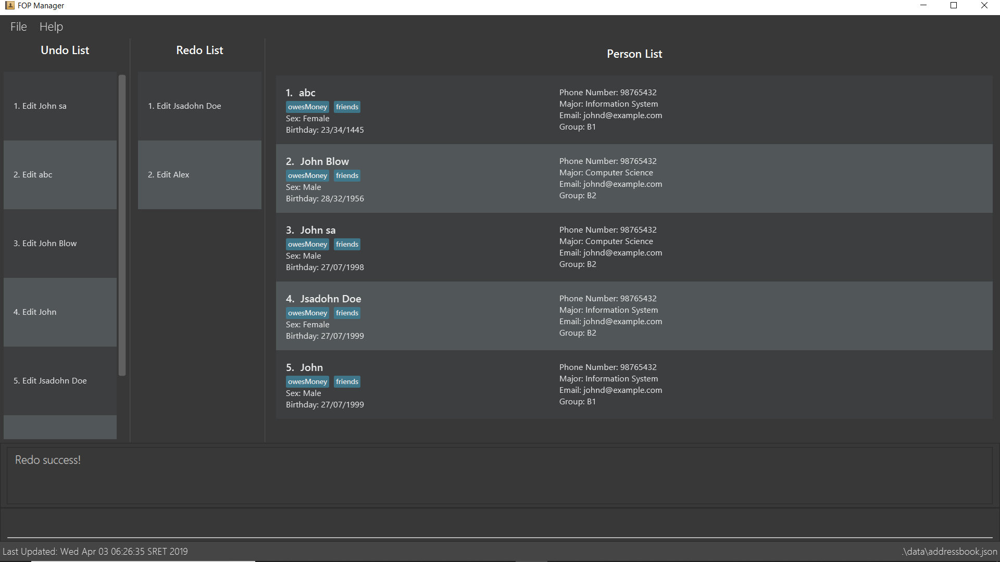 FOP Manager
File Help
Undo List
1. Edit John sa
2. Edit abc
3. Edit John Blow
4. Edit John
5. Edit Jsadohn Doe
Redo List
1. Edit Jsadohn Doe
2. Edit Alex
Person List
1. abc
owesMoney friends
Sex: Female
Birthday: 23/34/1445
Phone Number: 98765432
Major: Information System
Email: johnd@example.com
Group: B1
2. John Blow
owesMoney friends
Sex: Male
Birthday: 28/32/1956
Phone Number: 98765432
Major: Computer Science
Email: johnd@example.com
Group: B2
3. John sa
owesMoney friends
Sex: Male
Birthday: 27/07/1998
Phone Number: 98765432
Major: Computer Science
Email: johnd@example.com
Group: B2
4. Jsadohn Doe
owesMoney friends
Sex: Female
Birthday: 27/07/1999
Phone Number: 98765432
Major: Information System
Email: johnd@example.com
Group: B2
5. John
owesMoney friends
Sex: Male
Birthday: 27/07/1999
Phone Number: 98765432
Major: Information System
Email: johnd@example.com
Group: B1
Redo success!
Last Updated: Wed Apr 03 06:26:35 SRET 2019
.\data\addressbook.json